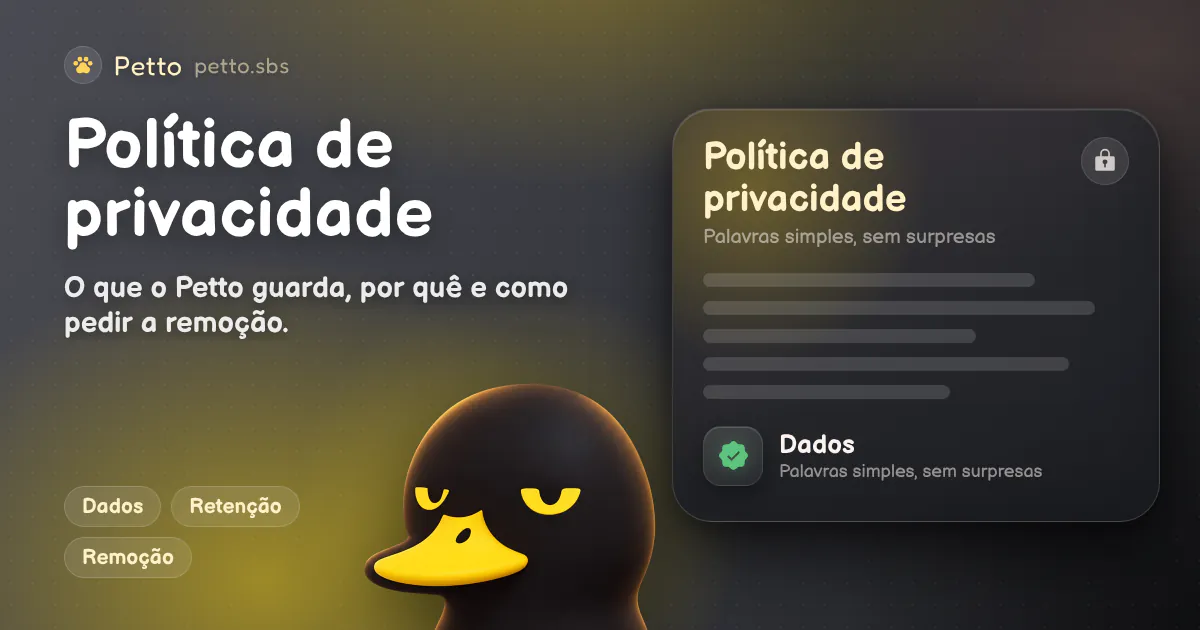 Petto petto.sbs
Política de
privacidade
O que o Petto guarda, por quê e como
pedir a remoção.
Dados Retenção
Remoção
Política de
privacidade
Palavras simples, sem surpresas
Dados
Palavras simples, sem surpresas